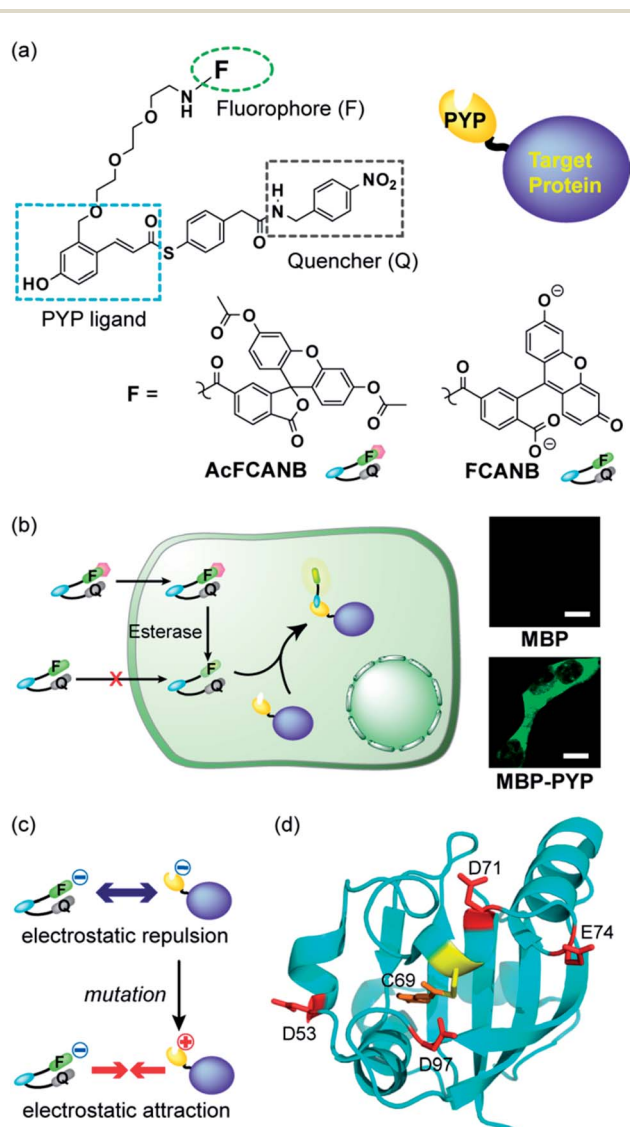 (a)
F
N
H
Fluorophore (F)
O
O
O
PYP
Target
Protein
HO
O
S
O
H
N
NO₂
PYP ligand
Quencher (Q)
F =
O
O
O
O
O
O
O
O
AcFCANB
F
Q
O⊖
O
O
O
O
O⊖
FCANB
F
Q
(b)
F
Q
F
Q
Esterase
F
Q
F
Q
MBP
MBP-PYP
(c)
F
Q
electrostatic repulsion
mutation
F
Q
electrostatic attraction
(d)
D71
E74
C69
D53
D97